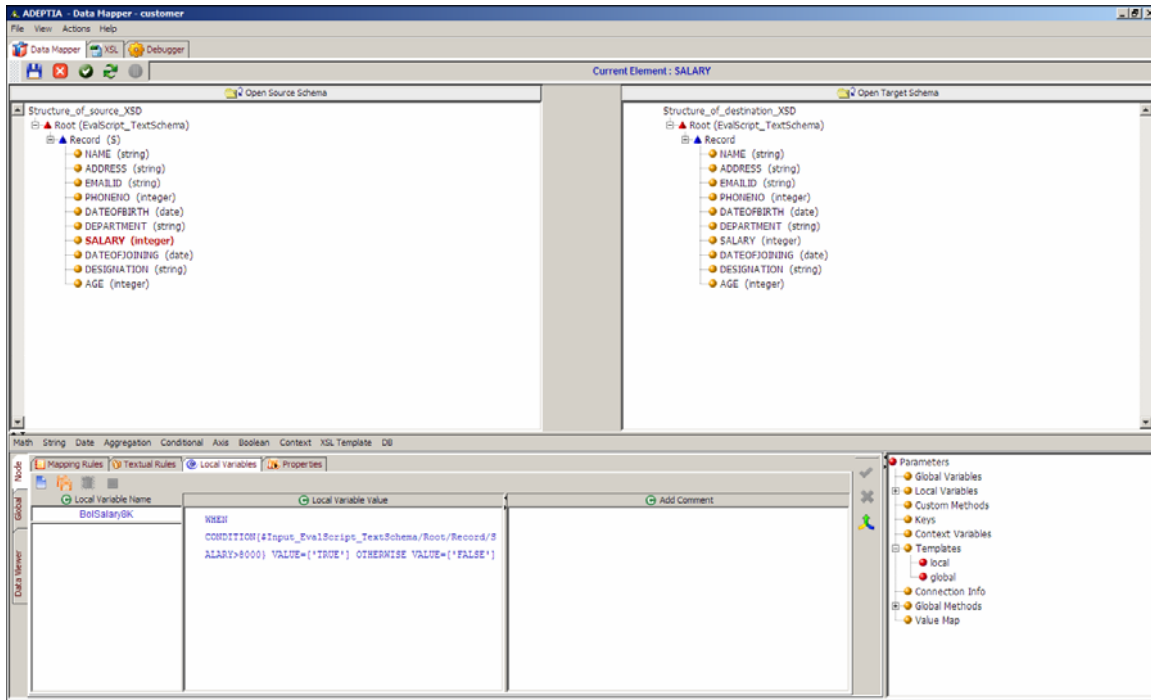 ADEPTIA - Data Mapper - customer
File View Actions Help
Data Mapper XSL Debugger
Current Element : SALARY
Open Source Schema
Open Target Schema
Structure_of_source_XSD
Root (EvalScript_TextSchema)
Record (S)
NAME (string)
ADDRESS (string)
EMAILID (string)
PHONENO (integer)
DATEOFBIRTH (date)
DEPARTMENT (string)
SALARY (integer)
DATEOFJOINING (date)
DESIGNATION (string)
AGE (integer)
Structure_of_destination_XSD
Root (EvalScript_TextSchema)
Record
NAME (string)
ADDRESS (string)
EMAILID (string)
PHONENO (integer)
DATEOFBIRTH (date)
DEPARTMENT (string)
SALARY (integer)
DATEOFJOINING (date)
DESIGNATION (string)
AGE (integer)
Math String Date Aggregation Conditional Axis Boolean Context XSL Template DB
Node
Global
Data Viewer
Mapping Rules Textual Rules Local Variables Properties
Local Variable Name
Local Variable Value
Add Comment
BolSalary8K
WHEN
CONDITION{#Input_EvalScript_TextSchema/Root/Record/S
ALARY>8000} VALUE={'TRUE'} OTHERWISE VALUE={'FALSE'}
Parameters
Global Variables
Local Variables
Custom Methods
Keys
Context Variables
Templates
local
global
Connection Info
Global Methods
Value Map